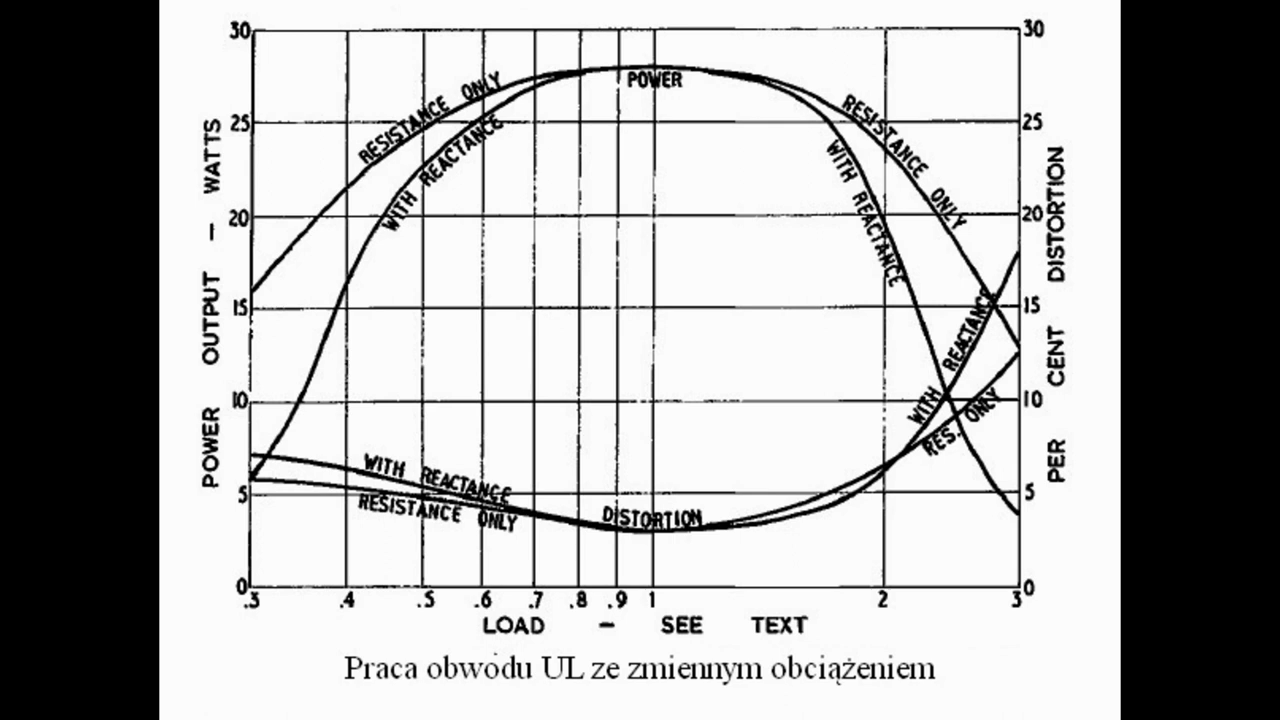 30 30
RESISTANCE ONLY
POWER
WITH REACTANCE
RESISTANCE ONLY
25 25
WITH REACTANCE
20 20
15 15
WITH REACTANCE
10 10
RES. ONLY
WITH REACTANCE
RESISTANCE ONLY
5 5
DISTORTION
0 0
POWER OUTPUT — WATTS
PER CENT DISTORTION
.3 .4 .5 .6 .7 .8 .9 1 2 3
LOAD — SEE TEXT
Praca obwodu UL ze zmiennym obciążeniem